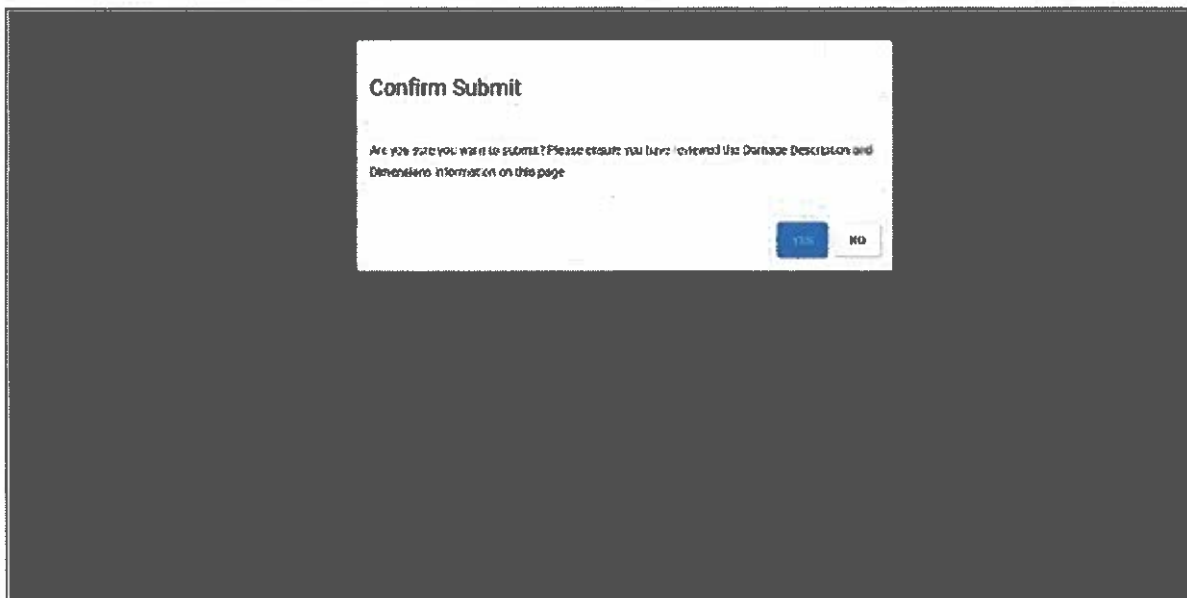 Confirm Submit
Are you sure you want to submit? Please ensure you have reviewed the Damage Description and
Dimensions information on this page
YES
NO